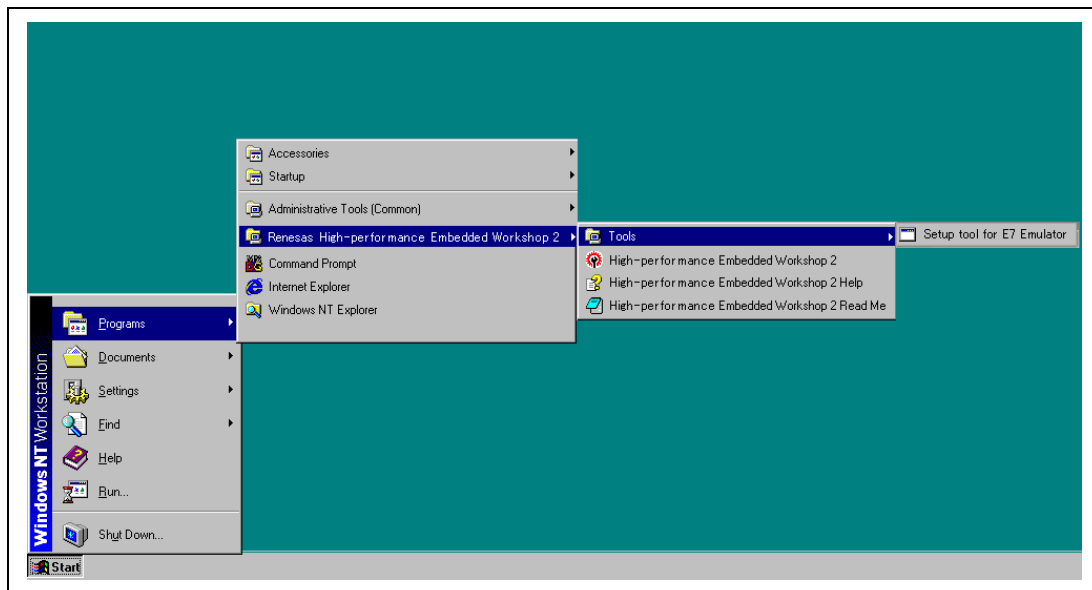 Accessories
Startup
Administrative Tools (Common)
Renesas High-performance Embedded Workshop 2
Command Prompt
Internet Explorer
Windows NT Explorer
Tools
High-performance Embedded Workshop 2
High-performance Embedded Workshop 2 Help
High-performance Embedded Workshop 2 Read Me
Setup tool for E7 Emulator
Windows NT Workstation
Programs
Documents
Settings
Find
Help
Run...
Shut Down...
Start